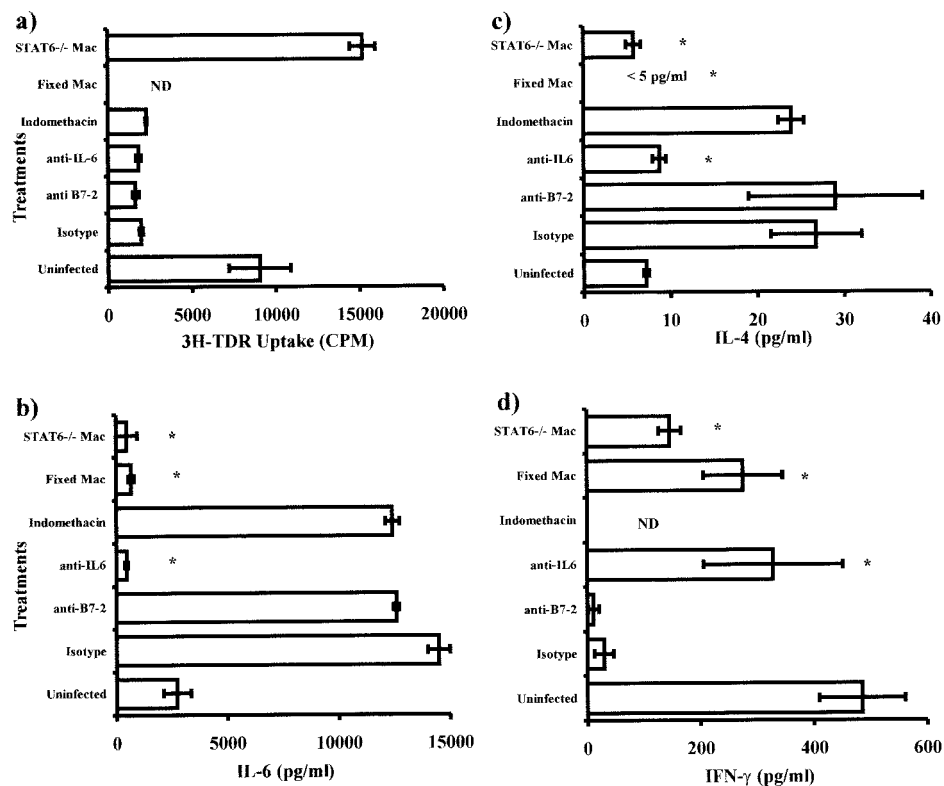 a)
Treatments
STAT6-/- Mac
Fixed Mac
ND
Indomethacin
anti-IL-6
anti B7-2
Isotype
Uninfected
0 5000 10000 15000 20000
3H-TDR Uptake (CPM)
c)
STAT6-/- Mac
*
Fixed Mac
< 5 pg/ml *
Indomethacin
anti-IL6
*
anti-B7-2
Isotype
Uninfected
0 10 20 30 40
IL-4 (pg/ml)
b)
Treatments
STAT6-/- Mac
*
Fixed Mac
*
Indomethacin
anti-IL6
*
anti-B7-2
Isotype
Uninfected
0 5000 10000 15000
IL-6 (pg/ml)
d)
STAT6-/- Mac
*
Fixed Mac
*
Indomethacin
ND
anti-IL6
*
anti-B7-2
Isotype
Uninfected
0 200 400 600
IFN-γ (pg/ml)